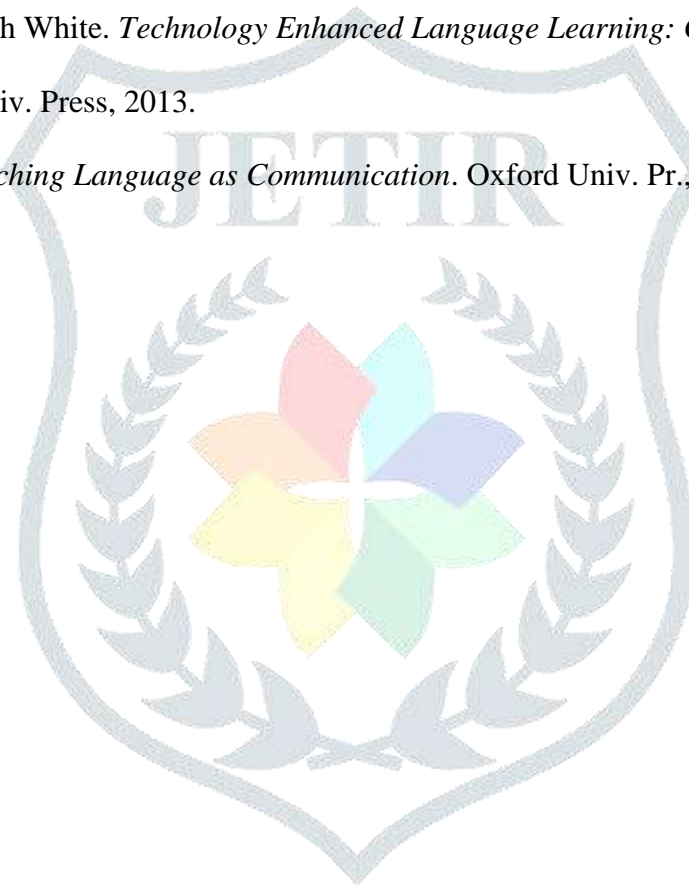 h White. Technology Enhanced Language Learning:
iv. Press, 2013.
ching Language as Communication. Oxford Univ. Pr.,
JETIR